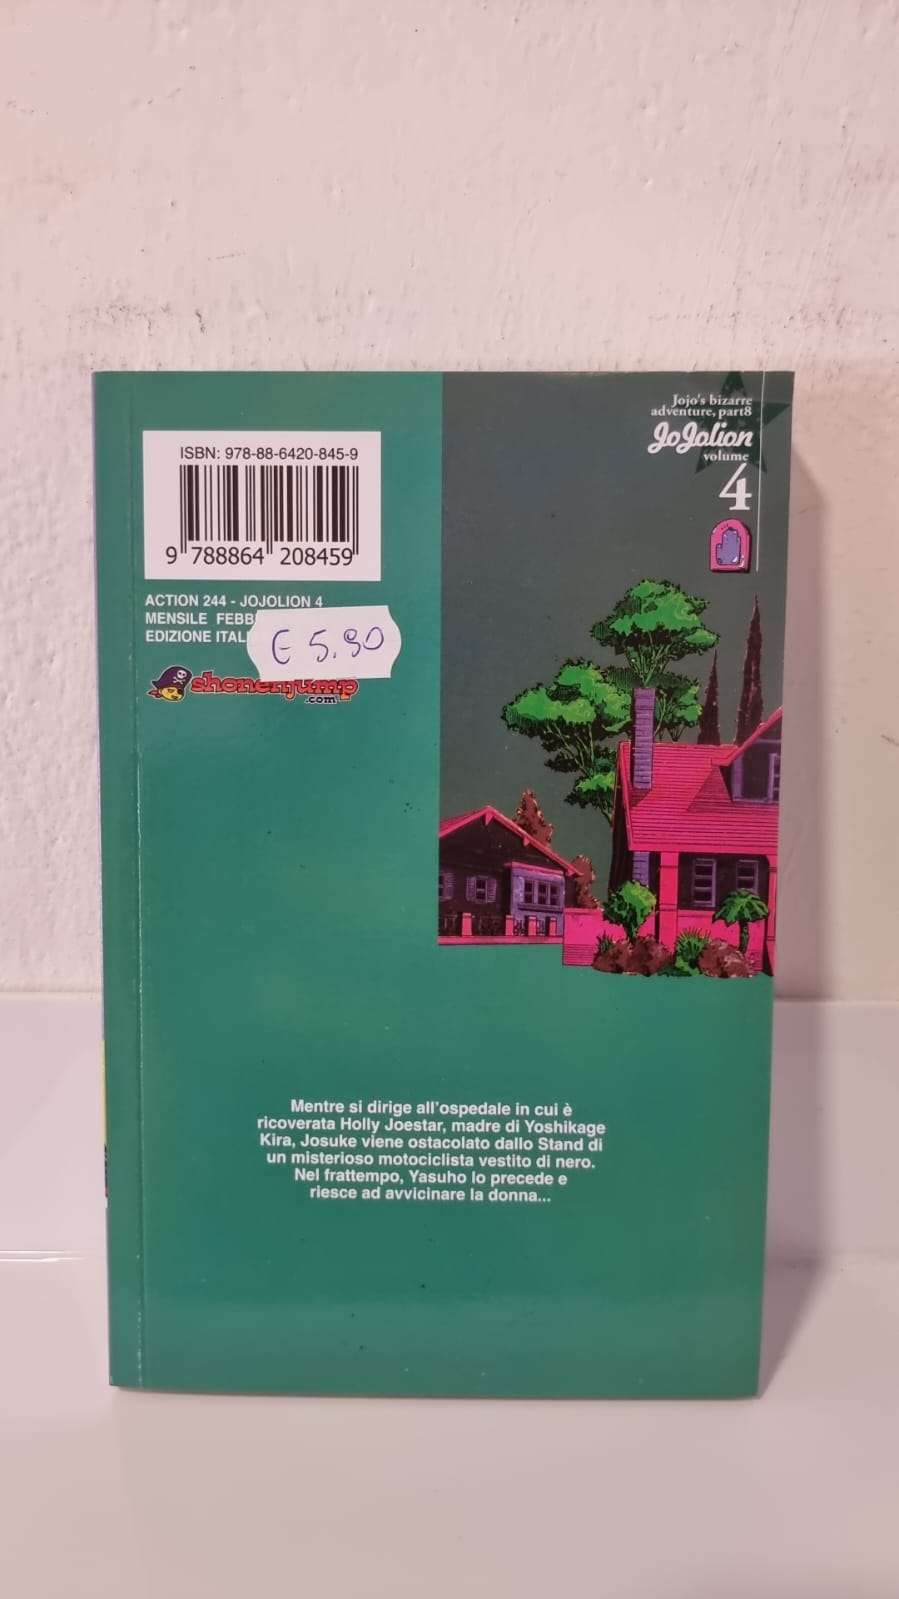 ISBN: 978-88-6420-845-9
9 788864 208459
ACTION 244 - JOJOLION 4
MENSILE
EDIZIONE
€ 5.90
shonenjump
.com
Jojo's bizarre
adventure, part8
JoJolion
volume
4
Mentre si dirige all'ospedale in cui è
ricoverata Holly Joestar, madre di Yoshikage
Kira, Josuke viene ostacolato dallo Stand di
un misterioso motociclista vestito di nero.
Nel frattempo, Yasuho lo precede e
riesce ad avvicinare la donna...